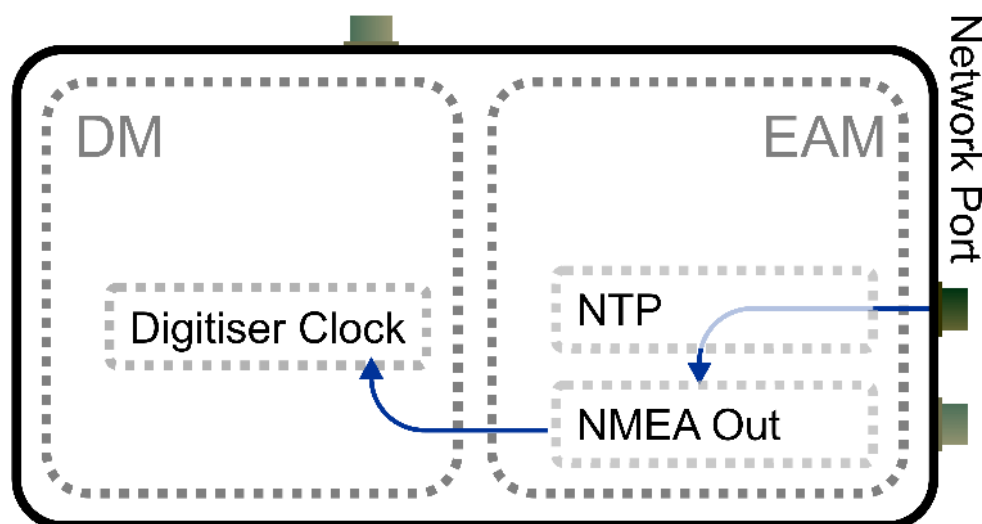 DM
EAM
Network Port
Digitiser Clock
NTP
NMEA Out